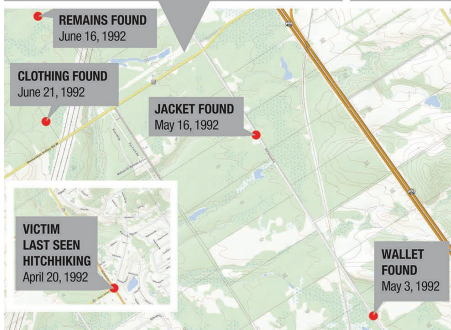 REMAINS FOUND
June 16, 1992
CLOTHING FOUND
June 21, 1992
JACKET FOUND
May 16, 1992
VICTIM
LAST SEEN
HITCHHIKING
April 20, 1992
WALLET
FOUND
May 3, 1992